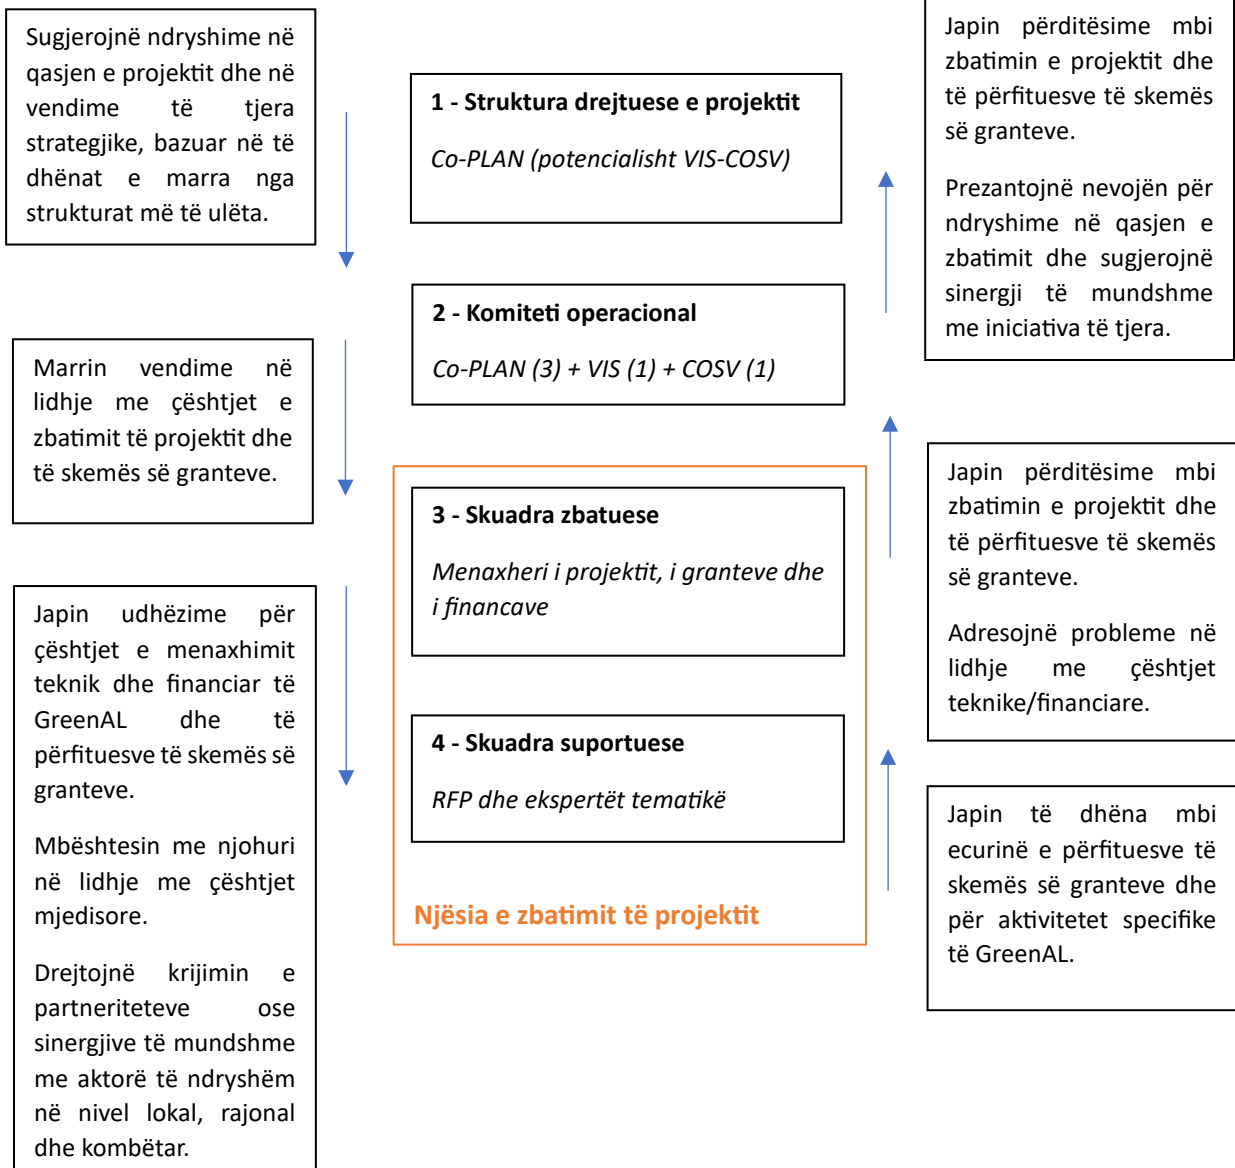 Sugjerojnë ndryshime në
qasjen e projektit dhe në
vendime të tjera
strategjike, bazuar në të
dhënat e marra nga
strukturat më të ulëta.
Marrin vendime në
lidhje me çështjet e
zbatimit të projektit dhe
të skemës së granteve.
Japin udhëzime për
çështjet e menaxhimit
teknik dhe financiar të
GreenAL dhe të
përfituesve të skemës së
granteve.
Mbështesin me njohuri
në lidhje me çështjet
mjedisore.
Drejtojnë krijimin e
partneriteteve ose
sinergjive të mundshme
me aktorë të ndryshëm
në nivel lokal, rajonal
dhe kombëtar.
1 - Struktura drejtuese e projektit
Co-PLAN (potencialisht VIS-COSV)
2 - Komiteti operacional
Co-PLAN (3) + VIS (1) + COSV (1)
3 - Skuadra zbatuese
Menaxheri i projektit, i granteve dhe
i financave
4 - Skuadra suportuese
RFP dhe ekspertët tematikë
Njësia e zbatimit të projektit
Japin përditësime mbi
zbatimin e projektit dhe
të përfituesve të skemës
së granteve.
Prezantojnë nevojën për
ndryshime në qasjen e
zbatimit dhe sugjerojnë
sinergji të mundshme
me iniciativa të tjera.
Japin përditësime mbi
zbatimin e projektit dhe
të përfituesve të skemës
së granteve.
Adresojnë probleme në
lidhje me çështjet
teknike/financiare.
Japin të dhëna mbi
ecurinë e përfituesve të
skemës së granteve dhe
për aktivitetet specifike
të GreenAL.